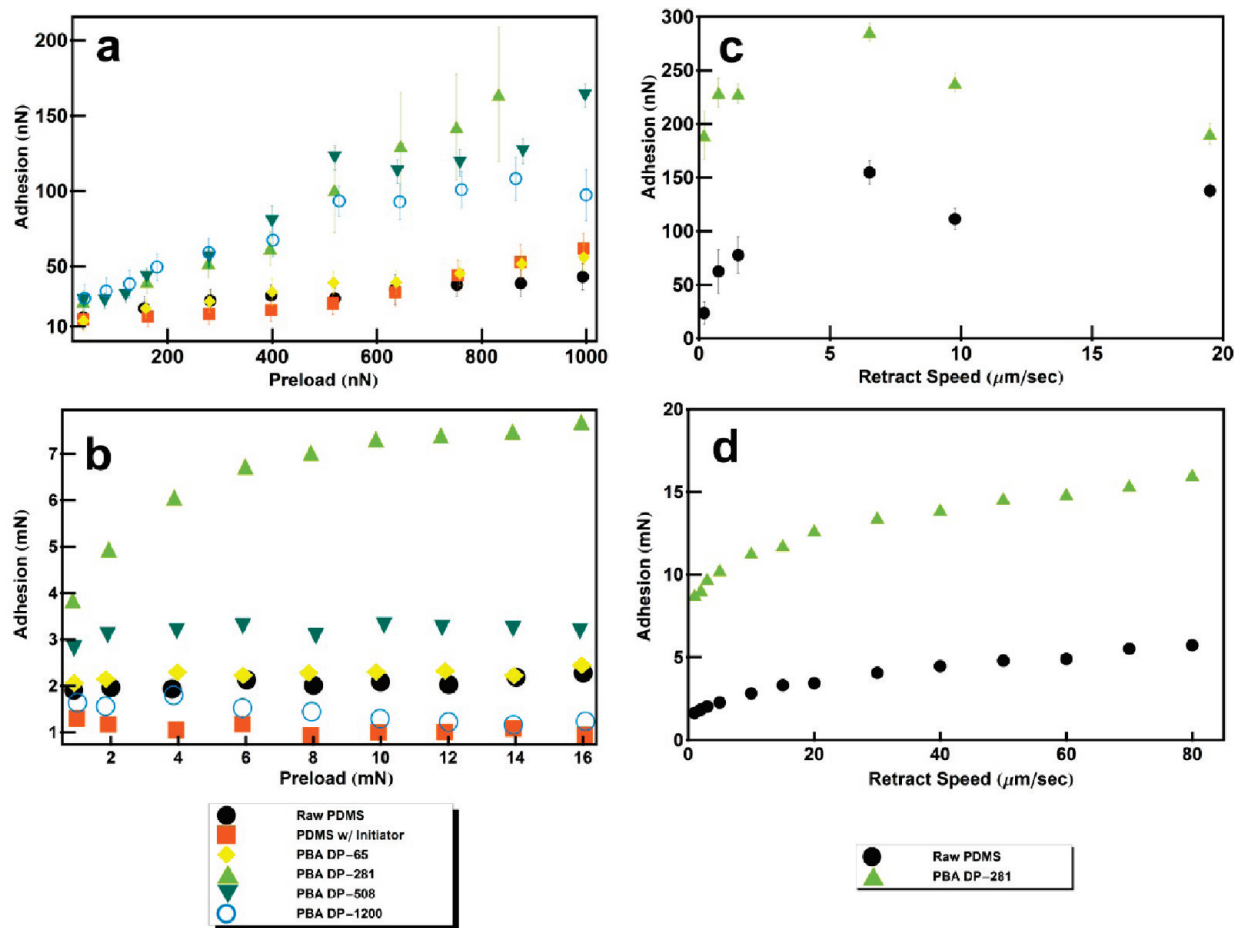 a
200
150
100
50
10
Adhesion (nN)
200
400
600
800
1000
Preload (nN)
c
300
250
200
150
100
50
0
Adhesion (nN)
0
5
10
15
20
Retract Speed (μm/sec)
b
7
6
5
4
3
2
1
Adhesion (mN)
2
4
6
8
10
12
14
16
Preload (mN)
d
20
15
10
5
0
Adhesion (mN)
0
20
40
60
80
Retract Speed (μm/sec)
Raw PDMS
PDMS w/ Initiator
PBA DP-65
PBA DP-281
PBA DP-508
PBA DP-1200
Raw PDMS
PBA DP-281